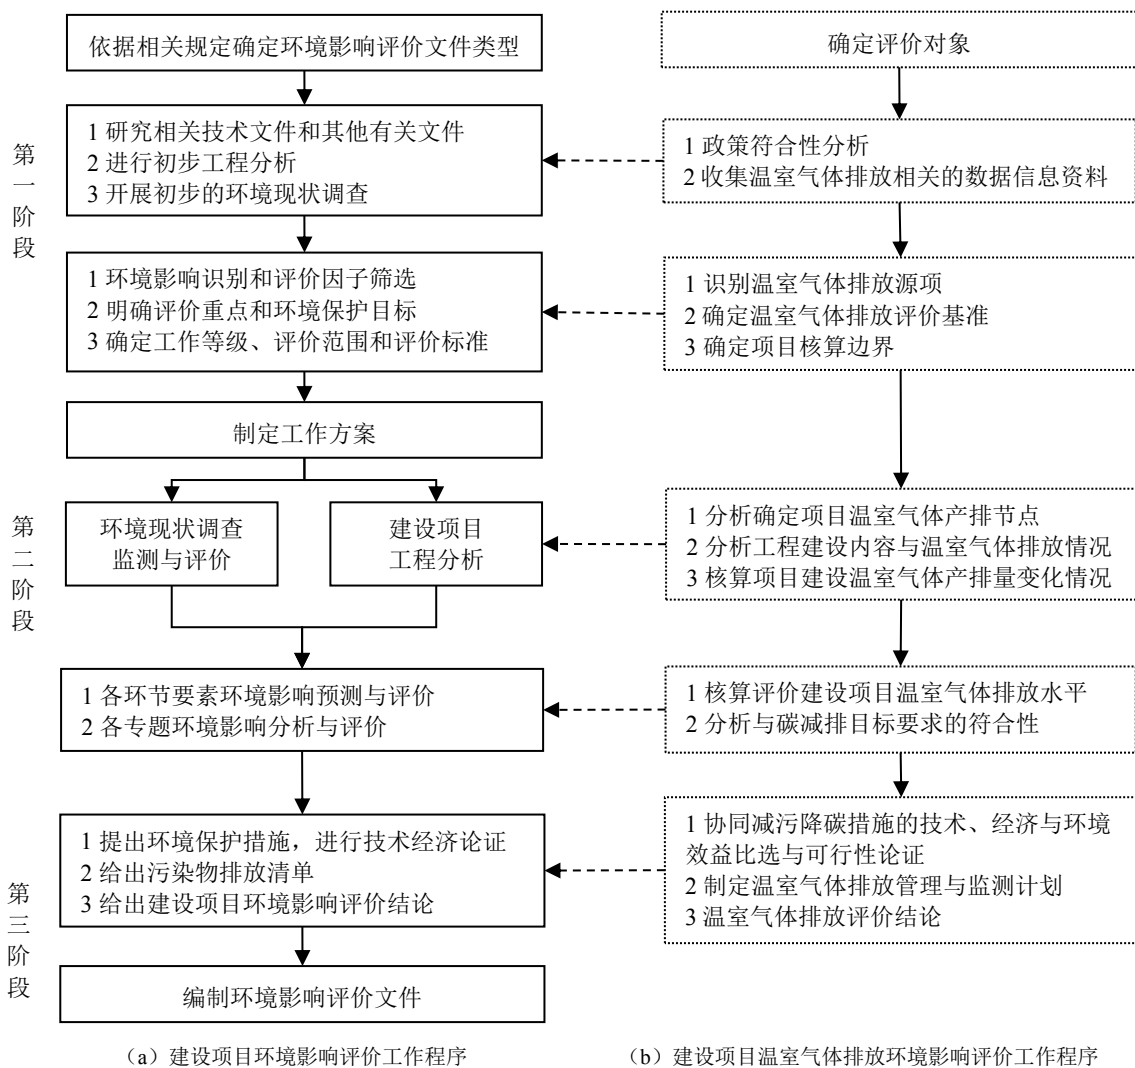 依据相关规定确定环境影响评价文件类型
第一阶段
1 研究相关技术文件和其他有关文件
2 进行初步工程分析
3 开展初步的环境现状调查
1 环境影响识别和评价因子筛选
2 明确评价重点和环境保护目标
3 确定工作等级、评价范围和评价标准
制定工作方案
第二阶段
环境现状调查
监测与评价
建设项目
工程分析
1 各环节要素环境影响预测与评价
2 各专题环境影响分析与评价
第三阶段
1 提出环境保护措施，进行技术经济论证
2 给出污染物排放清单
3 给出建设项目环境影响评价结论
编制环境影响评价文件
（a）建设项目环境影响评价工作程序
确定评价对象
1 政策符合性分析
2 收集温室气体排放相关的数据信息资料
1 识别温室气体排放源项
2 确定温室气体排放评价基准
3 确定项目核算边界
1 分析确定项目温室气体产排节点
2 分析工程建设内容与温室气体排放情况
3 核算项目建设温室气体产排量变化情况
1 核算评价建设项目温室气体排放水平
2 分析与碳减排目标要求的符合性
1 协同减污降碳措施的技术、经济与环境
效益比选与可行性论证
2 制定温室气体排放管理与监测计划
3 温室气体排放评价结论
（b）建设项目温室气体排放环境影响评价工作程序